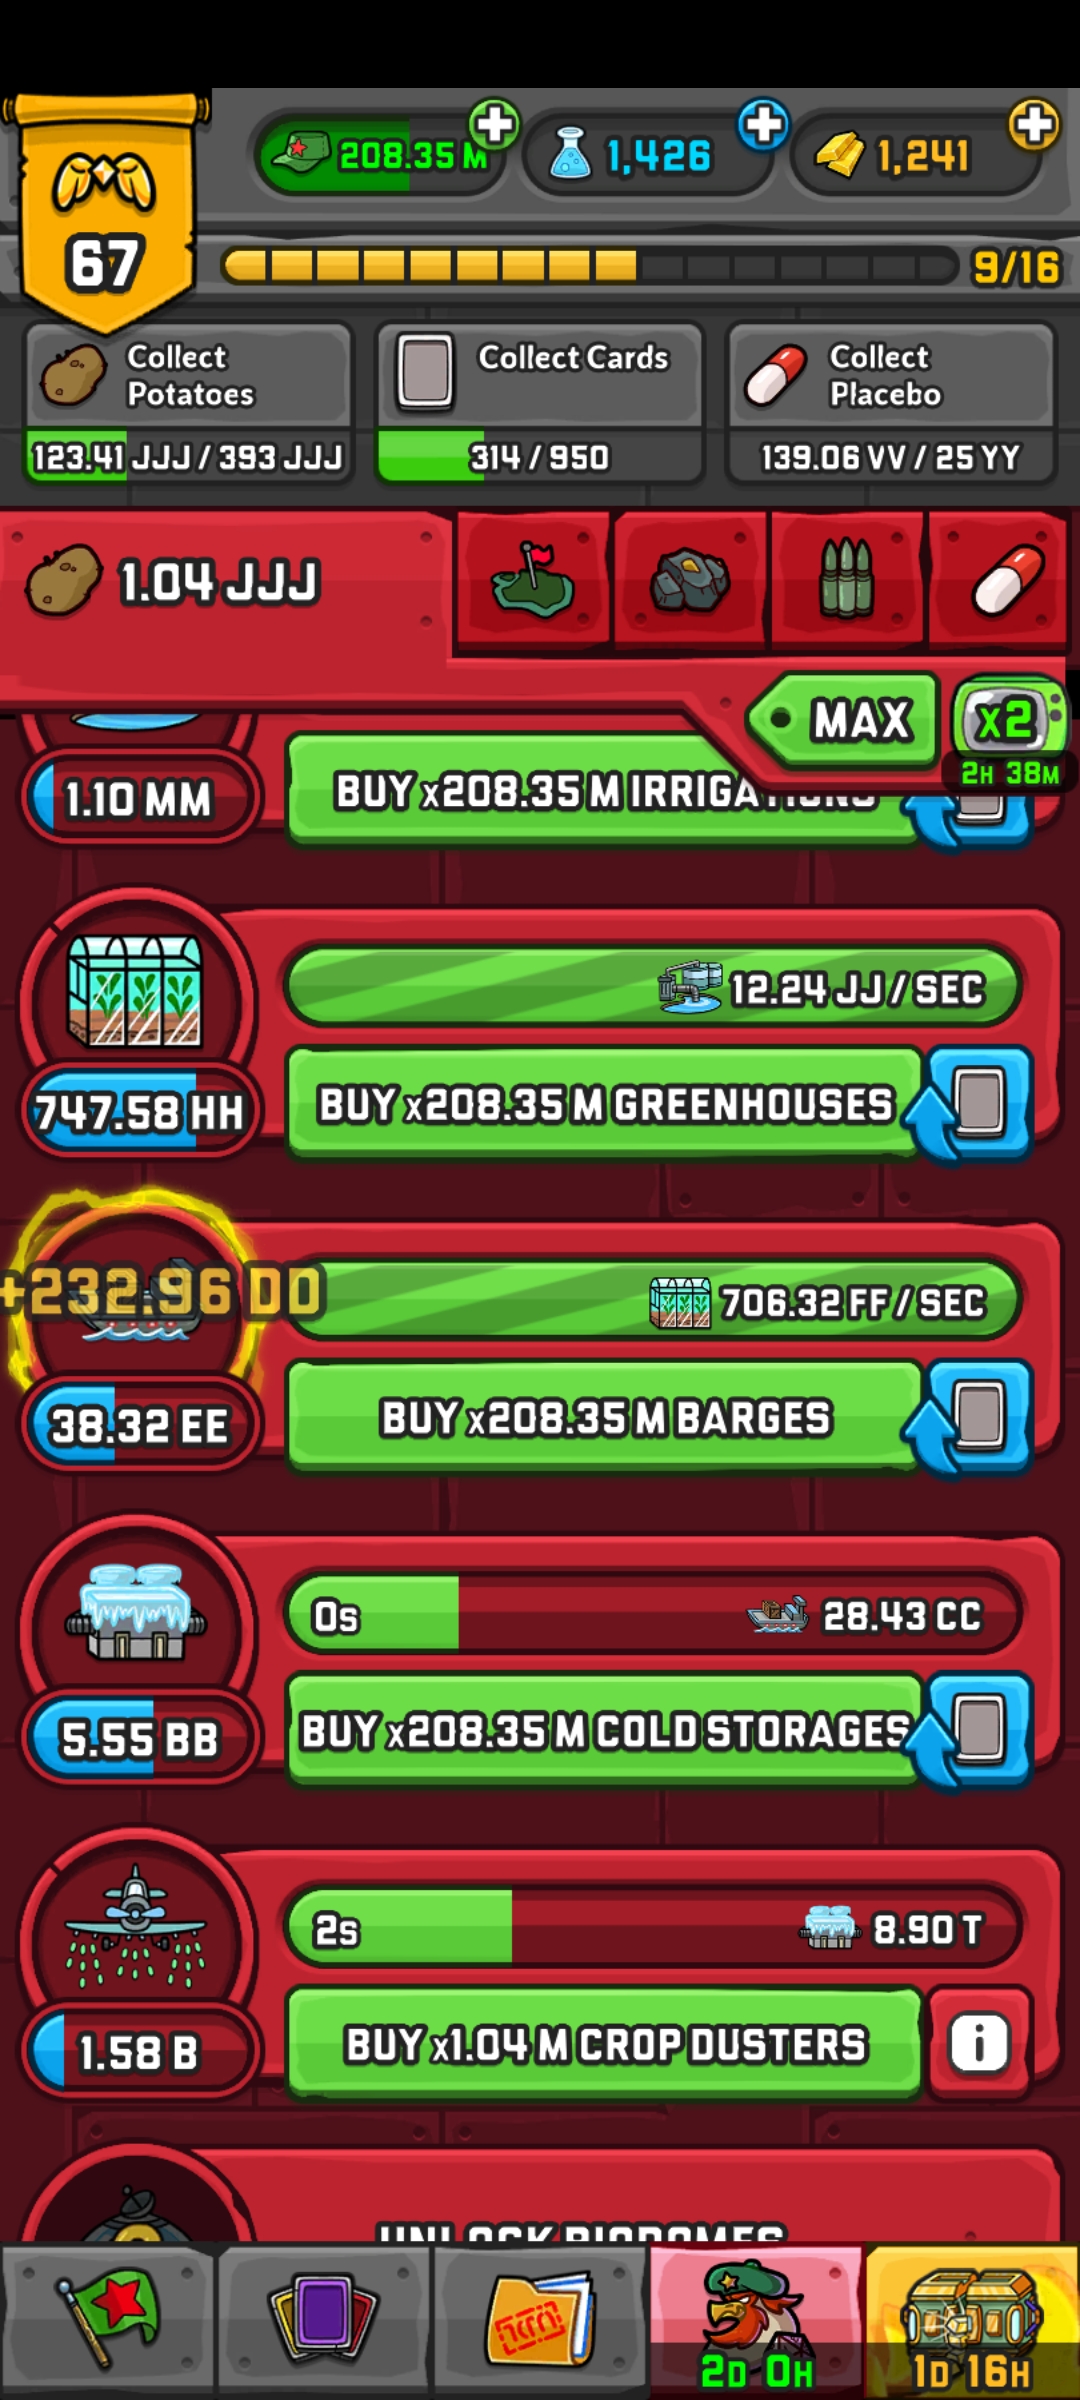 208.35 M
1,426
1,241
67
9/16
Collect Potatoes
123.41 JJJ / 393 JJJ
Collect Cards
314 / 950
Collect Placebo
139.06 VV / 25 YY
1.04 JJJ
MAX
x2
2H 38M
1.10 MM
BUY x208.35 M IRRIGATIONS
12.24 JJ / SEC
747.58 HH
BUY x208.35 M GREENHOUSES
+232.96 DD
706.32 FF / SEC
38.32 EE
BUY x208.35 M BARGES
0s
28.43 CC
5.55 BB
BUY x208.35 M COLD STORAGES
2s
8.90 T
1.58 B
BUY x1.04 M CROP DUSTERS
i
UNLOCK BIODOMES
2D 0H
1D 16H